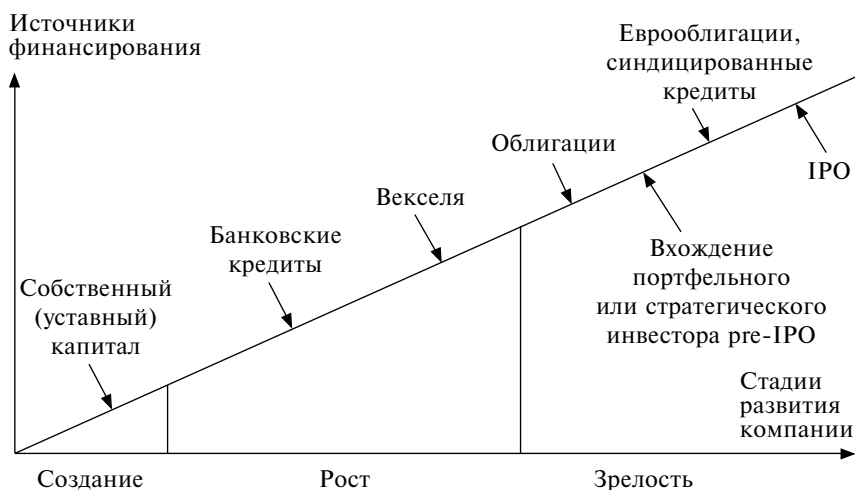 Источники
финансирования
Еврооблигации,
синдицированные
кредиты
Облигации
IPO
Векселя
Банковские
кредиты
Вхождение
портфельного
или стратегического
инвестора pre-IPO
Собственный
(уставный)
капитал
Стадии
развития
компании
Создание
Рост
Зрелость